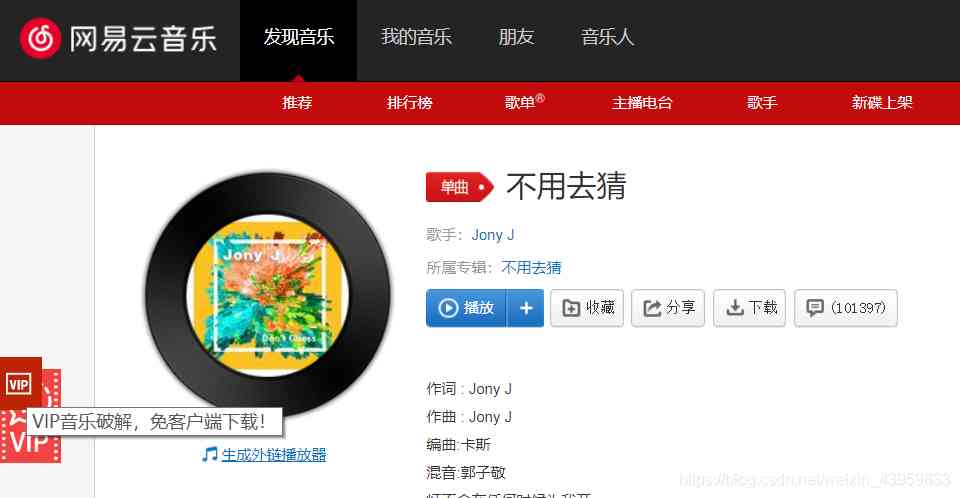 网易云音乐 发现音乐 我的音乐 朋友 音乐人
推荐 排行榜 歌单® 主播电台 歌手 新碟上架
单曲 不用去猜
歌手：Jony J
所属专辑：不用去猜
播放 + 收藏 分享 下载 (101397)
Jony J
Don't Guess
作词 : Jony J
作曲 : Jony J
编曲:卡斯
混音:郭子敬
VIP
VIP音乐破解，免客户端下载！
VIP
生成外链播放器
https://blog.csdn.net/weixin_43959833